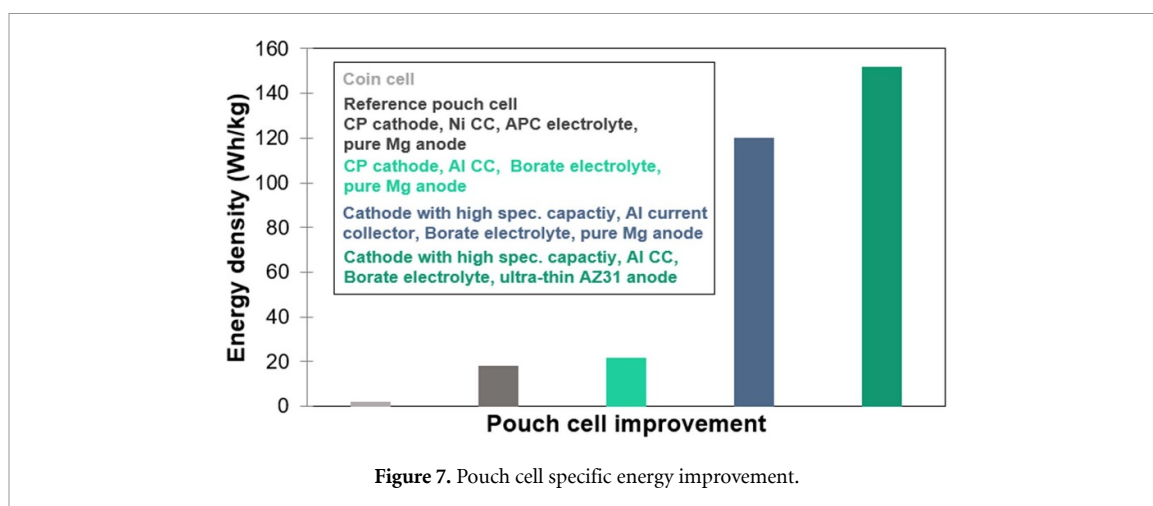 160
140
120
100
80
60
40
20
0
Energy density (Wh/kg)
Coin cell
Reference pouch cell
CP cathode, Ni CC, APC electrolyte,
pure Mg anode
CP cathode, Al CC, Borate electrolyte,
pure Mg anode
Cathode with high spec. capactiy, Al current
collector, Borate electrolyte, pure Mg anode
Cathode with high spec. capactiy, Al CC,
Borate electrolyte, ultra-thin AZ31 anode
Pouch cell improvement
Figure 7. Pouch cell specific energy improvement.